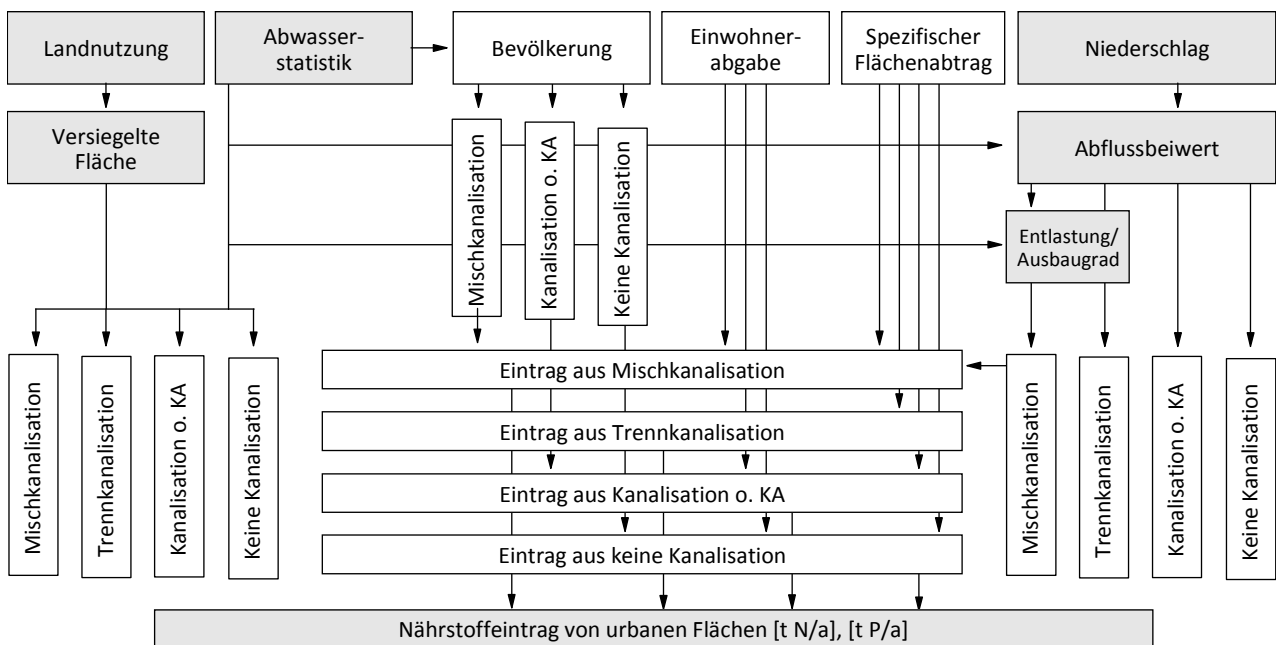 Landnutzung
Abwasser-
statistik
Bevölkerung
Einwohner-
abgabe
Spezifischer
Flächenabtrag
Niederschlag
Versiegelte
Fläche
Abflussbeiwert
Mischkanalisation
Kanalisation o. KA
Keine Kanalisation
Entlastung/
Ausbaugrad
Mischkanalisation
Trennkanalisation
Kanalisation o. KA
Keine Kanalisation
Eintrag aus Mischkanalisation
Eintrag aus Trennkanalisation
Eintrag aus Kanalisation o. KA
Eintrag aus keine Kanalisation
Mischkanalisation
Trennkanalisation
Kanalisation o. KA
Keine Kanalisation
Nährstoffeintrag von urbanen Flächen [t N/a], [t P/a]